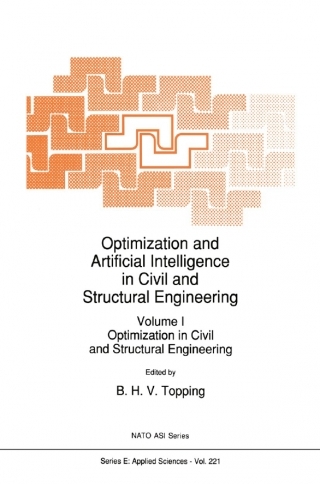 Optimization and
Artificial Intelligence
in Civil and
Structural Engineering
Volume I
Optimization in Civil
and Structural Engineering
Edited by
B. H. V. Topping
NATO ASI Series
Series E: Applied Sciences - Vol. 221